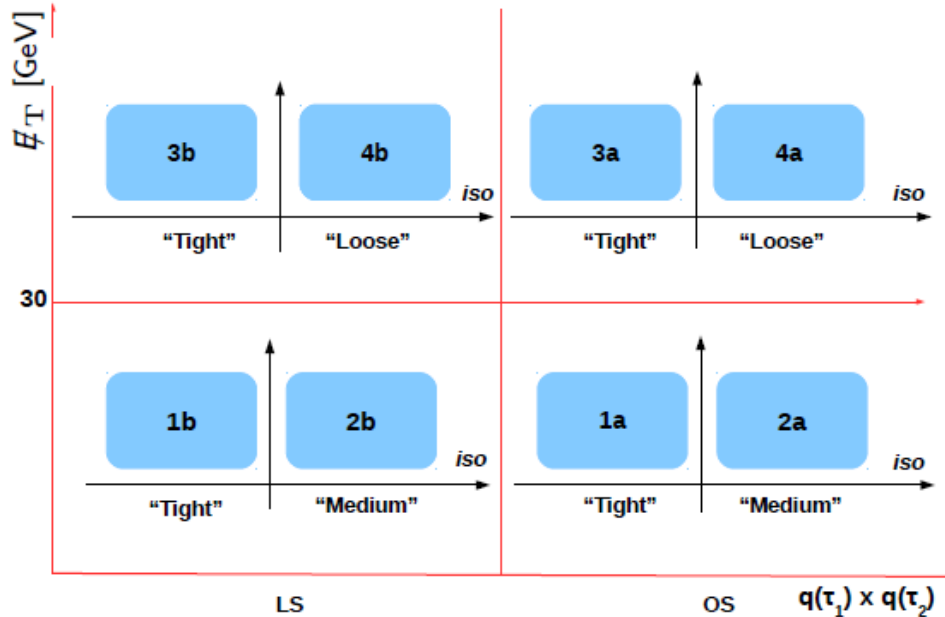 E̸_T [GeV]
3b 4b 3a 4a
iso iso
“Tight” “Loose” “Tight” “Loose”
30
1b 2b 1a 2a
iso iso
“Tight” “Medium” “Tight” “Medium”
LS OS q(τ₁) x q(τ₂)